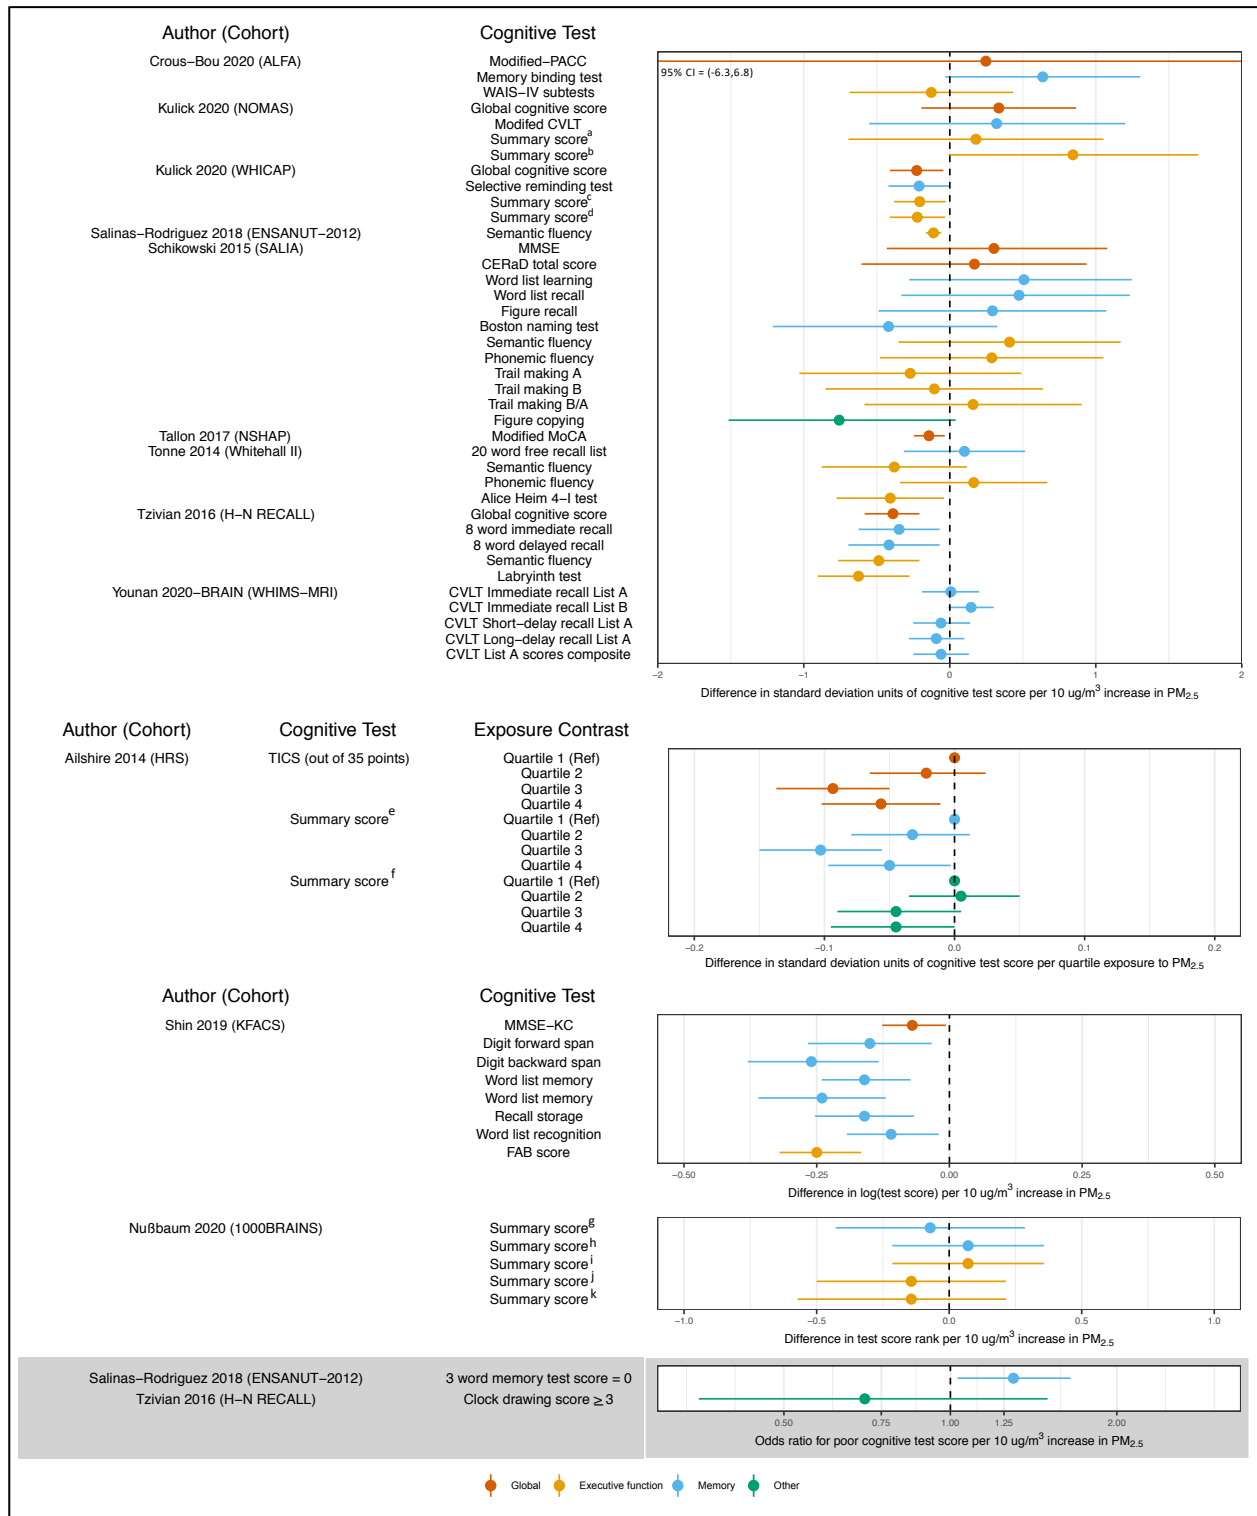 Author (Cohort) Cognitive Test
Crous−Bou 2020 (ALFA) Modified−PACC
95% CI = (-6.3,6.8)
Memory binding test
WAIS−IV subtests
Kulick 2020 (NOMAS) Global cognitive score
Modifed CVLT
Summary score a
Summary score b
Kulick 2020 (WHICAP) Global cognitive score
Selective reminding test
Summary score c
Summary score d
Salinas−Rodriguez 2018 (ENSANUT−2012) Semantic fluency
Schikowski 2015 (SALIA) MMSE
CERaD total score
Word list learning
Word list recall
Figure recall
Boston naming test
Semantic fluency
Phonemic fluency
Trail making A
Trail making B
Trail making B/A
Figure copying
Tallon 2017 (NSHAP) Modified MoCA
Tonne 2014 (Whitehall II) 20 word free recall list
Semantic fluency
Phonemic fluency
Alice Heim 4−I test
Tzivian 2016 (H−N RECALL) Global cognitive score
8 word immediate recall
8 word delayed recall
Semantic fluency
Labryinth test
Younan 2020−BRAIN (WHIMS−MRI) CVLT Immediate recall List A
CVLT Immediate recall List B
CVLT Short−delay recall List A
CVLT Long−delay recall List A
CVLT List A scores composite
−2 −1 0 1 2
Difference in standard deviation units of cognitive test score per 10 ug/m³ increase in PM₂.₅
Author (Cohort) Cognitive Test Exposure Contrast
Ailshire 2014 (HRS) TICS (out of 35 points) Quartile 1 (Ref)
Quartile 2
Quartile 3
Quartile 4
Summary score e Quartile 1 (Ref)
Quartile 2
Quartile 3
Quartile 4
Summary score f Quartile 1 (Ref)
Quartile 2
Quartile 3
Quartile 4
−0.2 −0.1 0.0 0.1 0.2
Difference in standard deviation units of cognitive test score per quartile exposure to PM₂.₅
Author (Cohort) Cognitive Test
Shin 2019 (KFACS) MMSE−KC
Digit forward span
Digit backward span
Word list memory
Word list memory
Recall storage
Word list recognition
FAB score
−0.50 −0.25 0.00 0.25 0.50
Difference in log(test score) per 10 ug/m³ increase in PM₂.₅
Nußbaum 2020 (1000BRAINS) Summary score g
Summary score h
Summary score i
Summary score j
Summary score k
−1.0 −0.5 0.0 0.5 1.0
Difference in test score rank per 10 ug/m³ increase in PM₂.₅
Salinas−Rodriguez 2018 (ENSANUT−2012) 3 word memory test score = 0
Tzivian 2016 (H−N RECALL) Clock drawing score ≥ 3
0.50 0.75 1.00 1.25 2.00
Odds ratio for poor cognitive test score per 10 ug/m³ increase in PM₂.₅
Global Executive function Memory Other